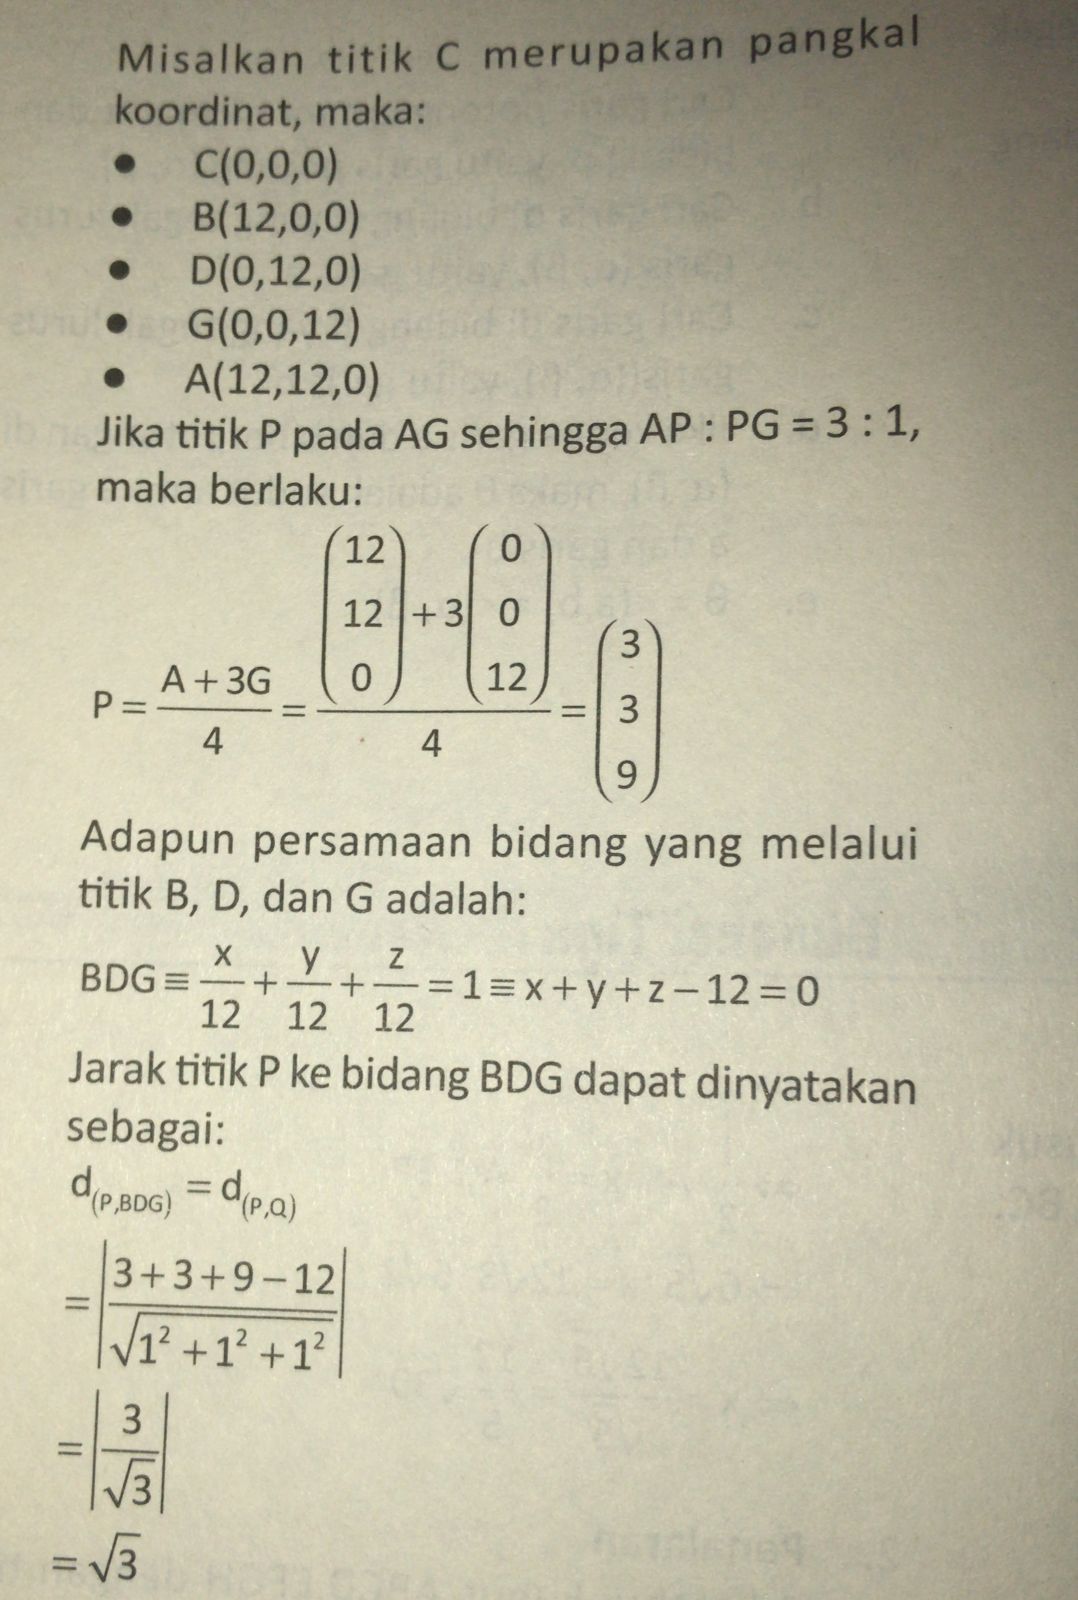 Misalkan titik C merupakan pangkal
koordinat, maka:
• C(0,0,0)
• B(12,0,0)
• D(0,12,0)
• G(0,0,12)
• A(12,12,0)
Jika titik P pada AG sehingga AP : PG = 3 : 1,
maka berlaku:
P = \frac{A + 3G}{4} = \frac{\begin{pmatrix} 12 \\ 12 \\ 0 \end{pmatrix} + 3 \begin{pmatrix} 0 \\ 0 \\ 12 \end{pmatrix}}{4} = \begin{pmatrix} 3 \\ 3 \\ 9 \end{pmatrix}
Adapun persamaan bidang yang melalui
titik B, D, dan G adalah:
BDG ≡ \frac{x}{12} + \frac{y}{12} + \frac{z}{12} = 1 ≡ x + y + z − 12 = 0
Jarak titik P ke bidang BDG dapat dinyatakan
sebagai:
d_{(P,BDG)} = d_{(P,Q)}
= \left| \frac{3 + 3 + 9 − 12}{\sqrt{1^2 + 1^2 + 1^2}} \right|
= \left| \frac{3}{\sqrt{3}} \right|
= \sqrt{3}